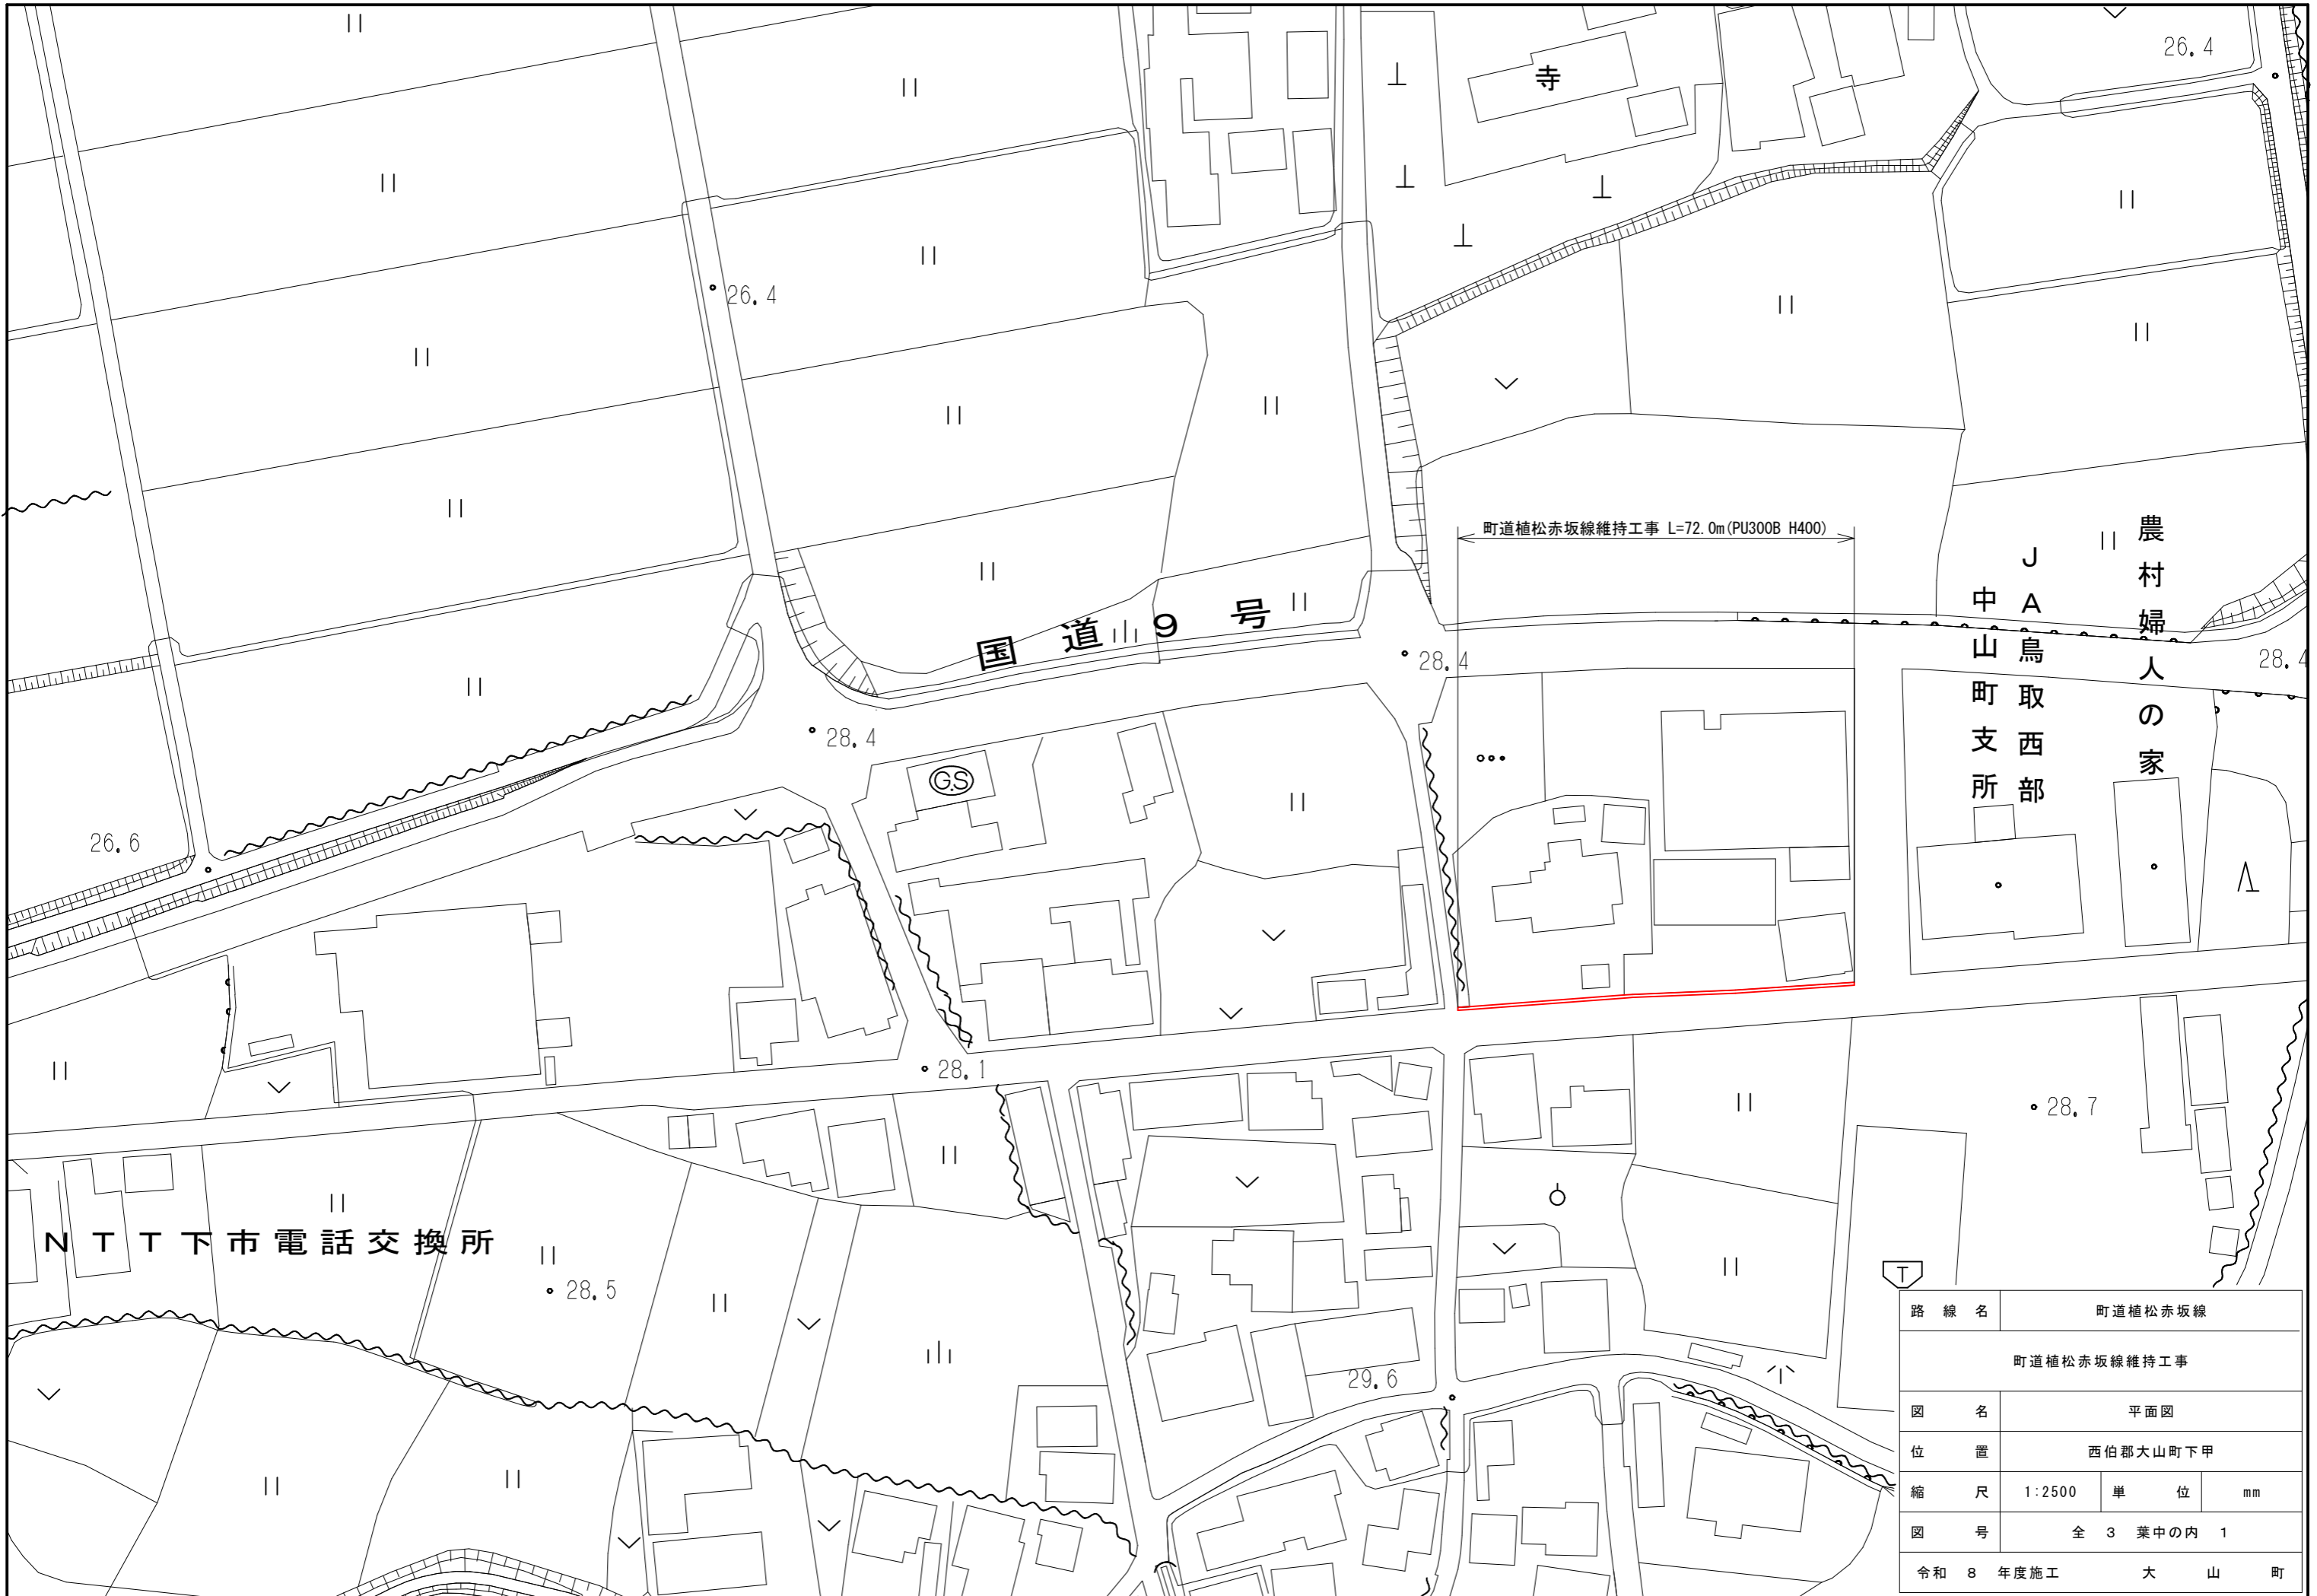 26.4
寺
26.4
町道植松赤坂線維持工事 L=72.0m(PU300B H400)
農村婦人の家
JA鳥取西部
中山町支所
国道9号
28.4
28.4
28.4
GS
26.6
28.1
28.7
NTT下市電話交換所
28.5
29.6
T
路線名 町道植松赤坂線
町道植松赤坂線維持工事
図名 平面図
位置 西伯郡大山町下甲
縮尺 1:2500 単位 mm
図号 全 3 葉中の内 1
令和 8 年度施工 大山町